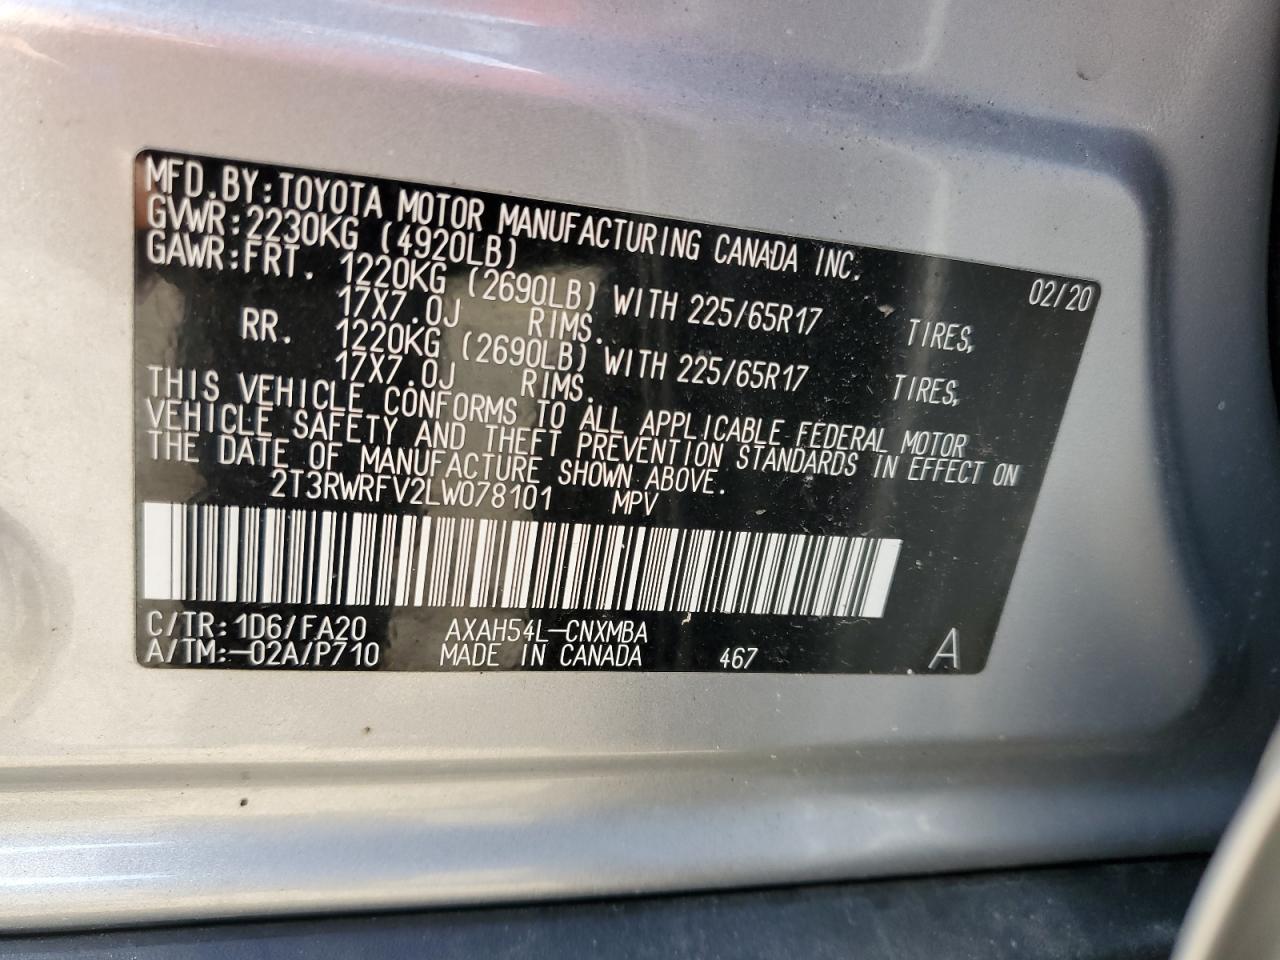 MFD.BY:TOYOTA MOTOR MANUFACTURING CANADA INC.
02/20
GVWR:2230KG (4920LB)
GAWR:FRT. 1220KG (2690LB) WITH 225/65R17 TIRES,
17X7.0J RIMS.
RR. 1220KG (2690LB) WITH 225/65R17 TIRES,
17X7.0J RIMS.
THIS VEHICLE CONFORMS TO ALL APPLICABLE FEDERAL MOTOR
VEHICLE SAFETY AND THEFT PREVENTION STANDARDS IN EFFECT ON
THE DATE OF MANUFACTURE SHOWN ABOVE.
2T3RWRFV2LW078101 MPV
C/TR:1D6/FA20 AXAH54L-CNXMBA
A/TM:-02A/P710 MADE IN CANADA 467 A